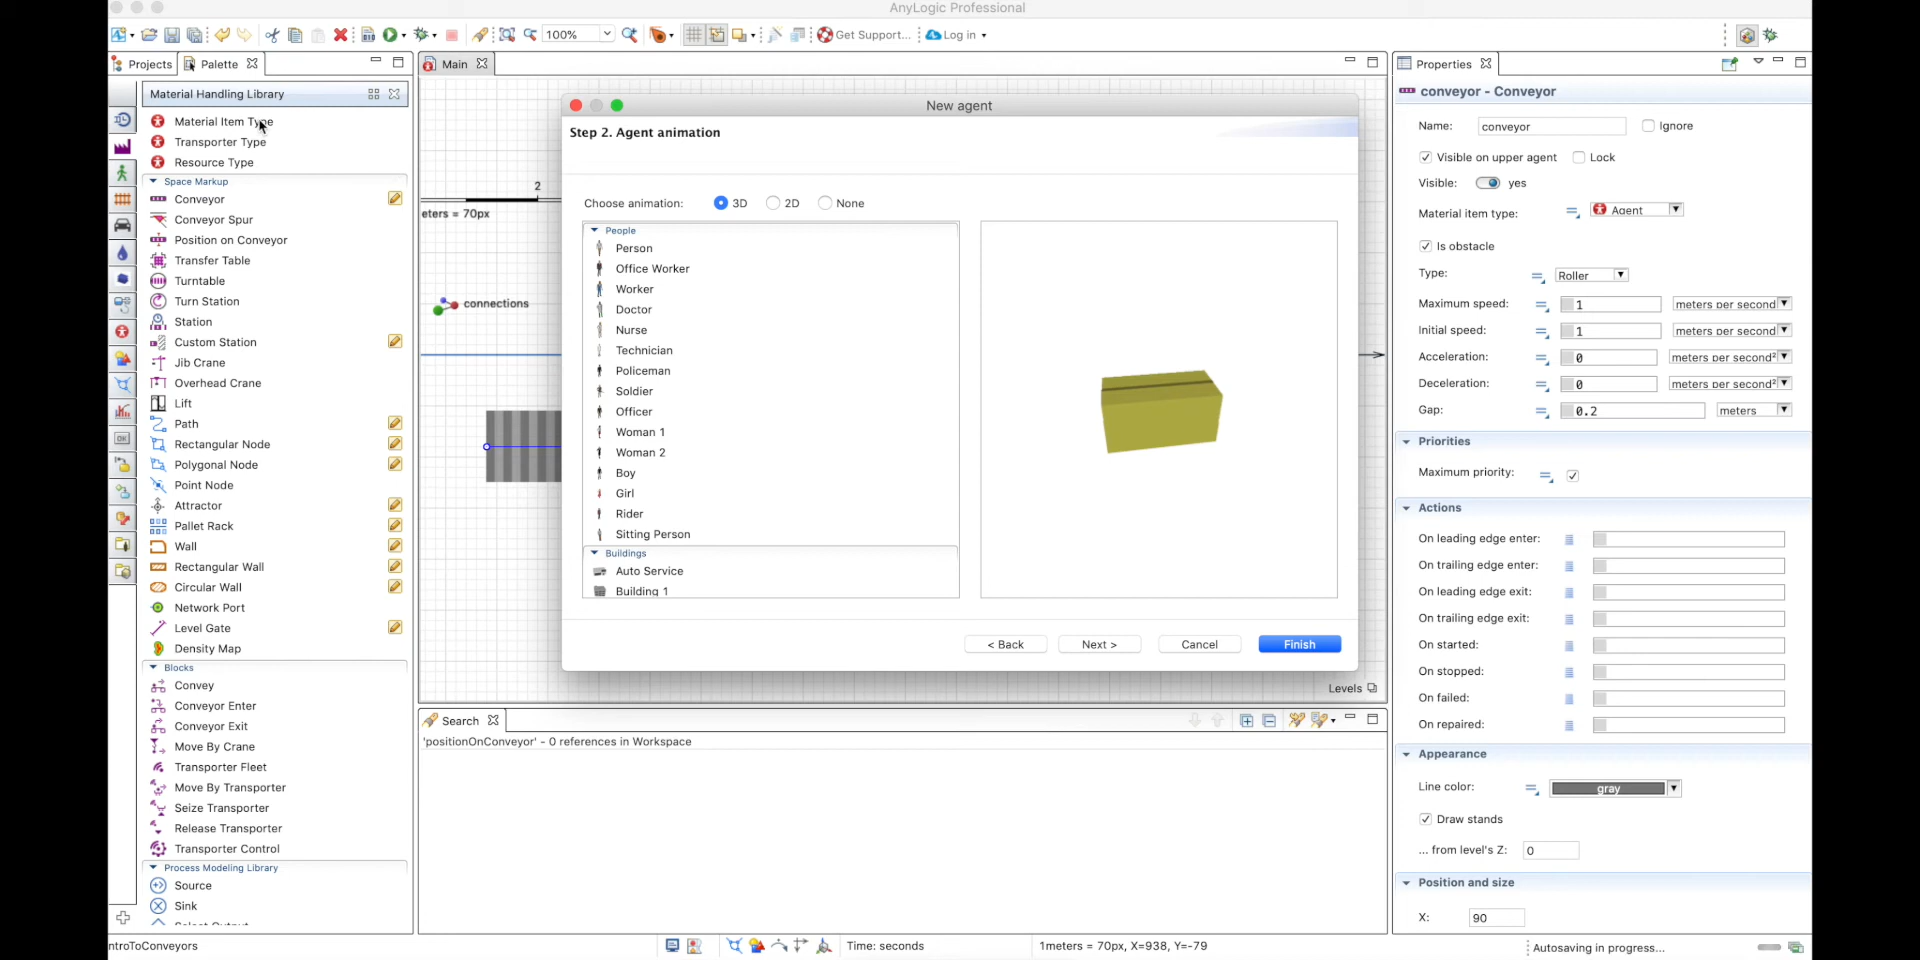 AnyLogic Professional
100%
Get Support...
Log in
Projects
Palette
Main
Properties
Material Handling Library
Material Item Type
Transporter Type
Resource Type
Space Markup
Conveyor
Conveyor Spur
Position on Conveyor
Transfer Table
Turntable
Turn Station
Station
Custom Station
Jib Crane
Overhead Crane
Lift
Path
Rectangular Node
Polygonal Node
Point Node
Attractor
Pallet Rack
Wall
Rectangular Wall
Circular Wall
Network Port
Level Gate
Density Map
Blocks
Convey
Conveyor Enter
Conveyor Exit
Move By Crane
Transporter Fleet
Move By Transporter
Seize Transporter
Release Transporter
Transporter Control
Process Modeling Library
Source
Sink
2
eters = 70px
connections
New agent
Step 2. Agent animation
Choose animation: 3D 2D None
People
Person
Office Worker
Worker
Doctor
Nurse
Technician
Policeman
Soldier
Officer
Woman 1
Woman 2
Boy
Girl
Rider
Sitting Person
Buildings
Auto Service
Building 1
< Back Next > Cancel Finish
Levels
Search
'positionOnConveyor' - 0 references in Workspace
conveyor - Conveyor
Name: conveyor Ignore
Visible on upper agent Lock
Visible: yes
Material item type: Agent
Is obstacle
Type: Roller
Maximum speed: 1 meters per second
Initial speed: 1 meters per second
Acceleration: 0 meters per second²
Deceleration: 0 meters per second²
Gap: 0.2 meters
Priorities
Maximum priority:
Actions
On leading edge enter:
On trailing edge enter:
On leading edge exit:
On trailing edge exit:
On started:
On stopped:
On failed:
On repaired:
Appearance
Line color: gray
Draw stands
... from level's Z: 0
Position and size
X: 90
ntroToConveyors
Time: seconds
1meters = 70px, X=938, Y=-79
Autosaving in progress...